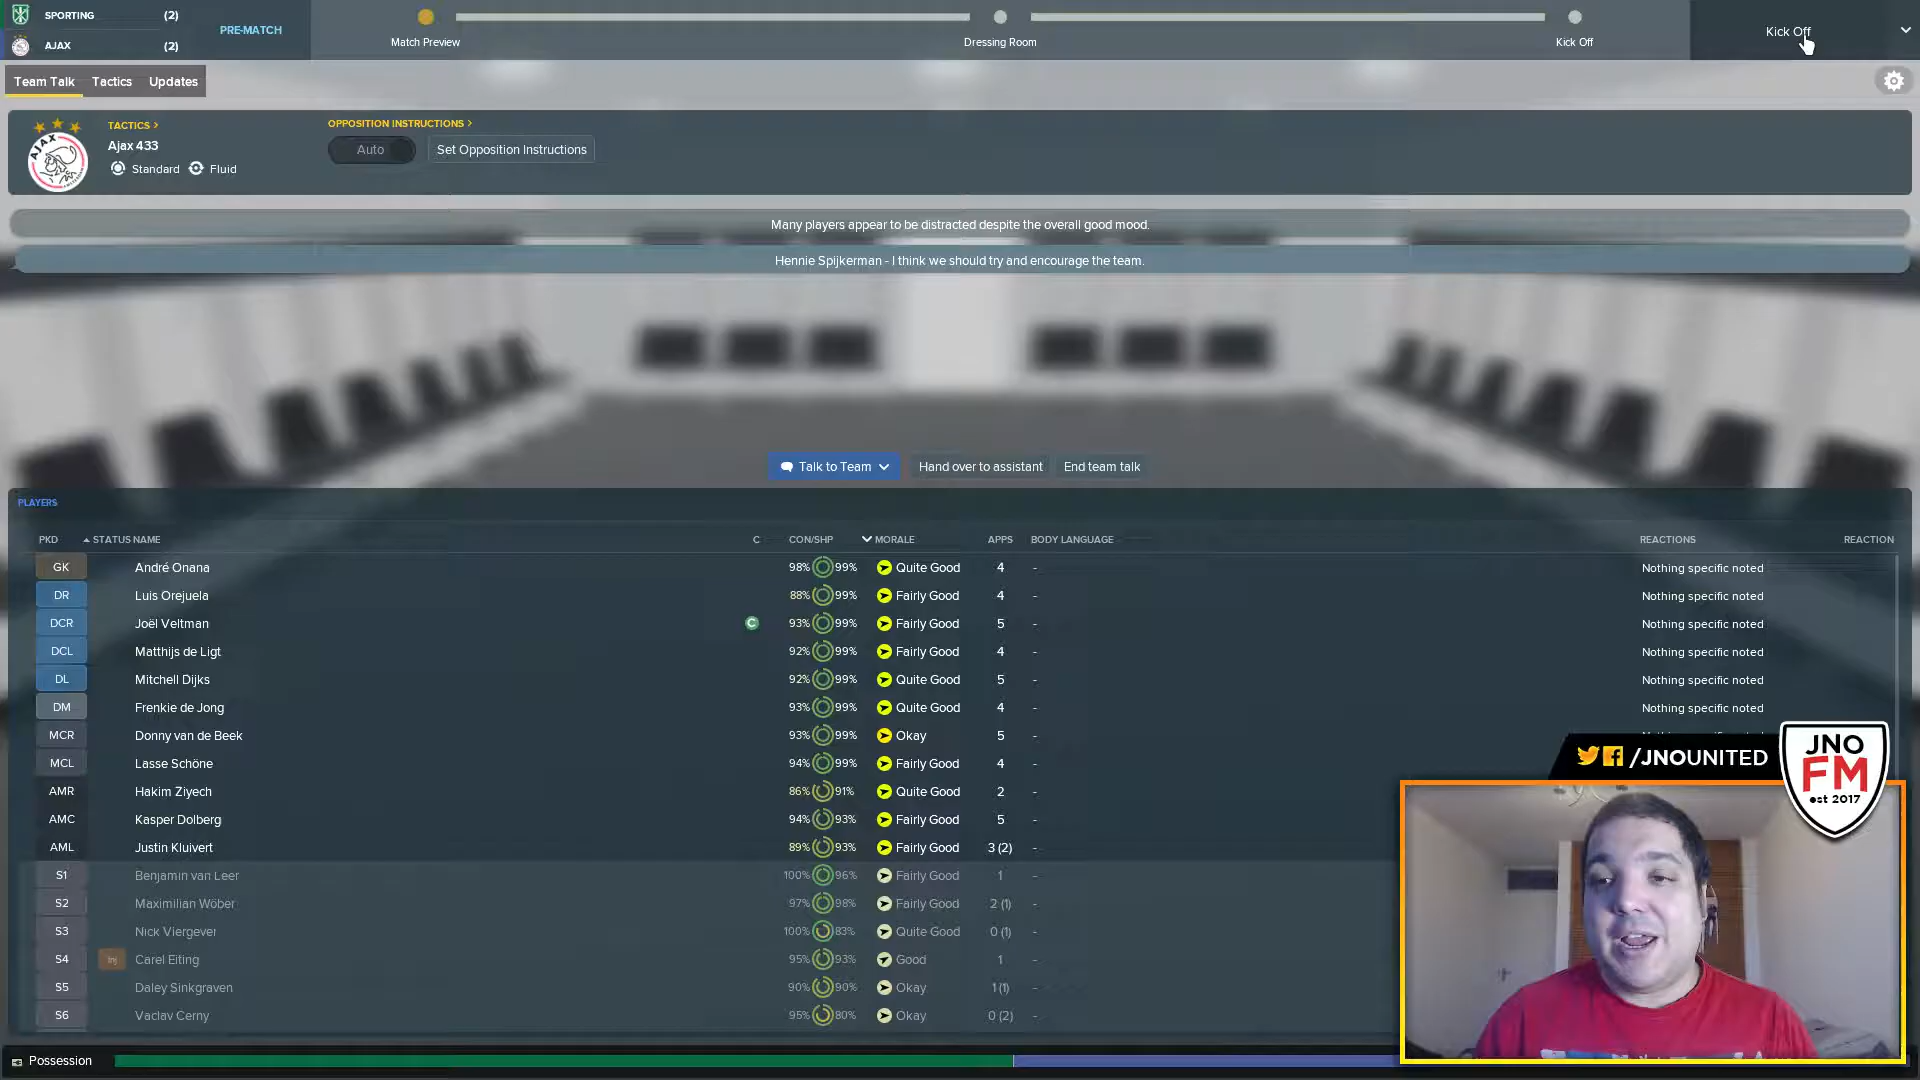 SPORTING (2)
AJAX (2)
PRE-MATCH
Match Preview
Dressing Room
Kick Off
Kick Off
Team Talk Tactics Updates
AJAX
TACTICS >
Ajax 433
Standard Fluid
OPPOSITION INSTRUCTIONS >
Auto Set Opposition Instructions
Many players appear to be distracted despite the overall good mood.
Hennie Spijkerman - I think we should try and encourage the team.
Talk to Team Hand over to assistant End team talk
PLAYERS
PKD STATUS NAME C CON/SHP MORALE APPS BODY LANGUAGE REACTIONS REACTION
GK André Onana 98% 99% Quite Good 4 - Nothing specific noted
DR Luis Orejuela 88% 99% Fairly Good 4 - Nothing specific noted
DCR Joël Veltman C 93% 99% Fairly Good 5 - Nothing specific noted
DCL Matthijs de Ligt 92% 99% Fairly Good 4 - Nothing specific noted
DL Mitchell Dijks 92% 99% Quite Good 5 - Nothing specific noted
DM Frenkie de Jong 93% 99% Quite Good 4 - Nothing specific noted
MCR Donny van de Beek 93% 99% Okay 5 -
MCL Lasse Schöne 94% 99% Fairly Good 4 -
AMR Hakim Ziyech 86% 91% Quite Good 2 -
AMC Kasper Dolberg 94% 93% Fairly Good 5 -
AML Justin Kluivert 89% 93% Fairly Good 3 (2) -
S1 Benjamin van Leer 100% 96% Fairly Good 1 -
S2 Maximilian Wöber 97% 98% Fairly Good 2 (1) -
S3 Nick Viergever 100% 83% Quite Good 0 (1) -
S4 Inj Carel Eiting 95% 93% Good 1 -
S5 Daley Sinkgraven 90% 90% Okay 1 (1) -
S6 Vaclav Cerny 95% 80% Okay 0 (2) -
/JNOUNITED
JNO
FM
est 2017
Possession